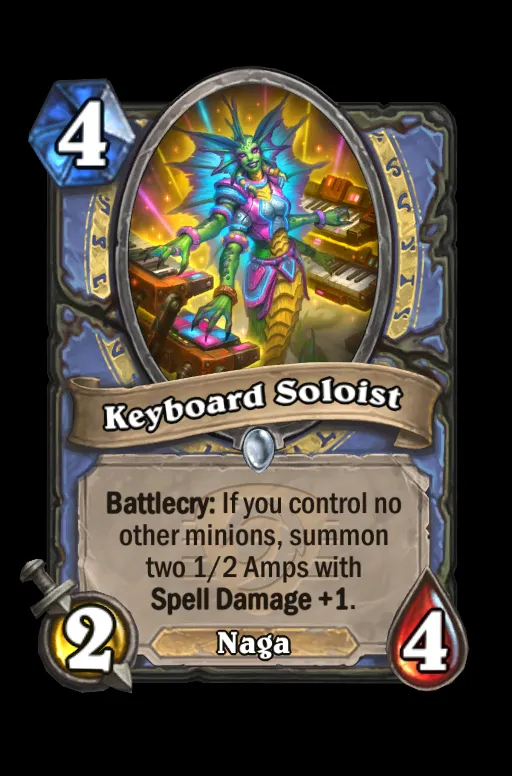 4
Keyboard Soloist
Battlecry: If you control no
other minions, summon
two 1/2 Amps with
Spell Damage +1.
2
Naga
4